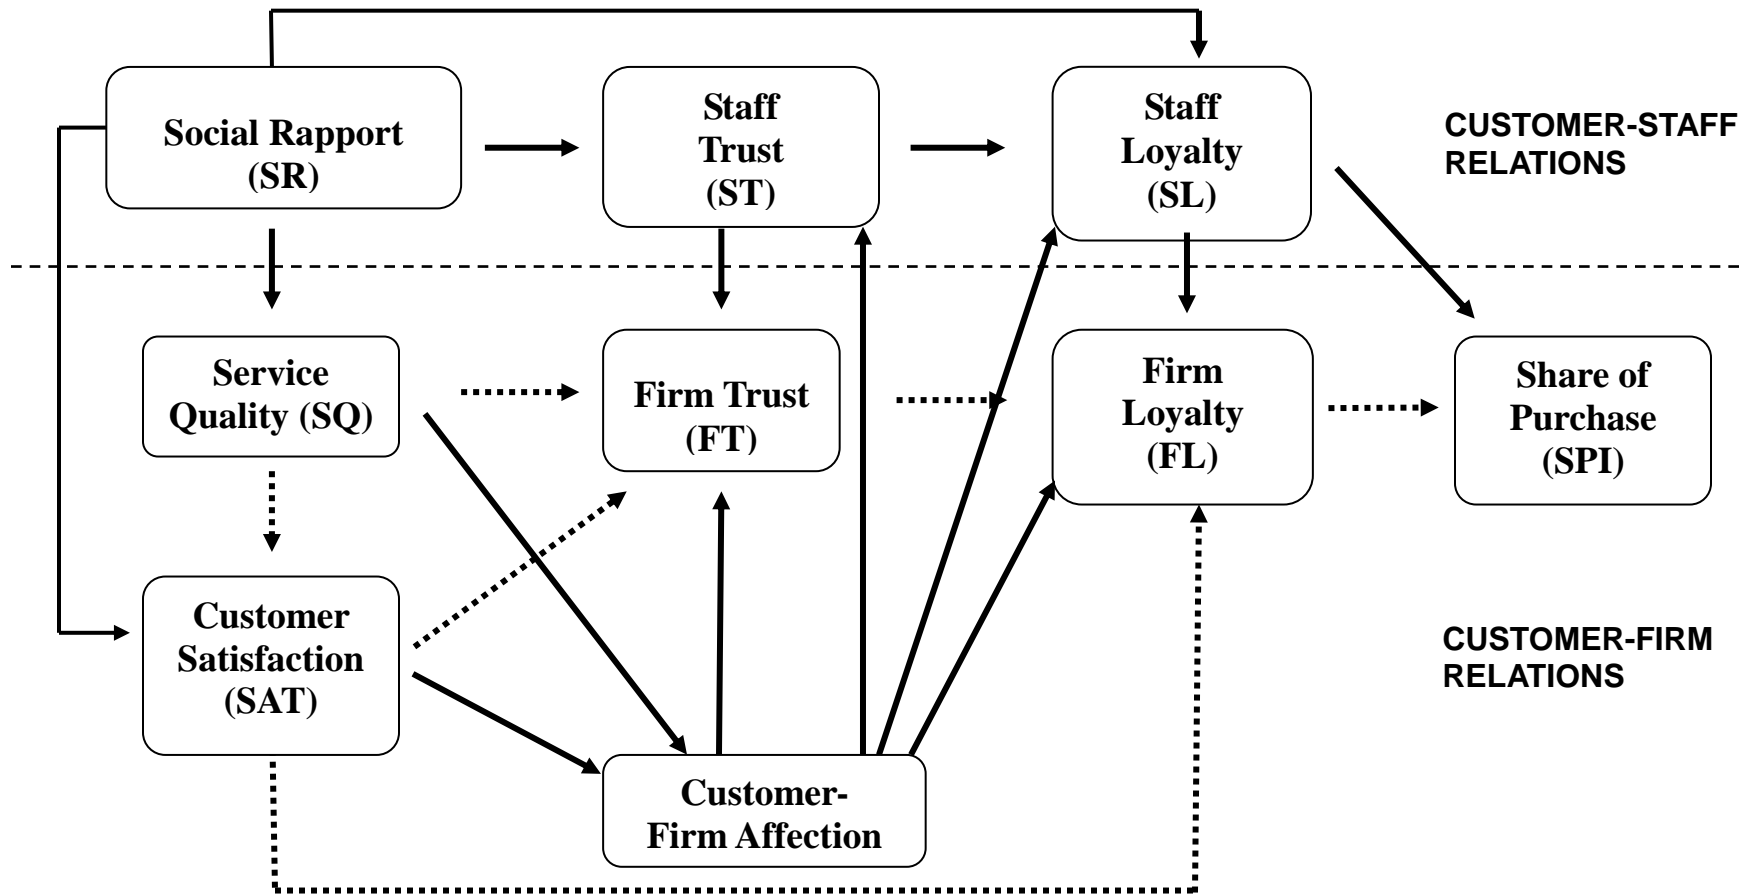 Social Rapport
(SR)
Staff
Trust
(ST)
Staff
Loyalty
(SL)
CUSTOMER-STAFF
RELATIONS
Service
Quality (SQ)
Firm Trust
(FT)
Firm
Loyalty
(FL)
Share of
Purchase
(SPI)
Customer
Satisfaction
(SAT)
CUSTOMER-FIRM
RELATIONS
Customer-
Firm Affection